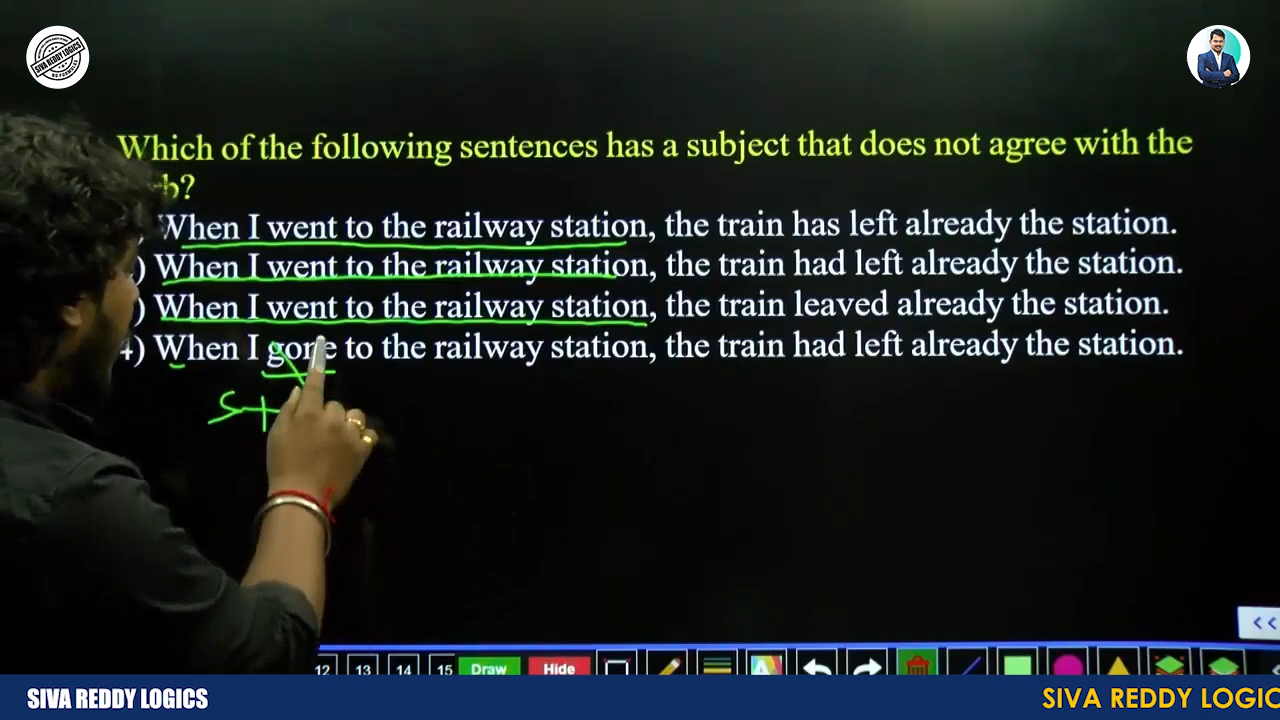 SIVA REDDY LOGICS
Which of the following sentences has a subject that does not agree with the
b?
When I went to the railway station, the train has left already the station.
) When I went to the railway station, the train had left already the station.
) When I went to the railway station, the train leaved already the station.
4) When I gone to the railway station, the train had left already the station.
S+
12 13 14 15 Draw Hide
<<
SIVA REDDY LOGICS
SIVA REDDY LOGIC